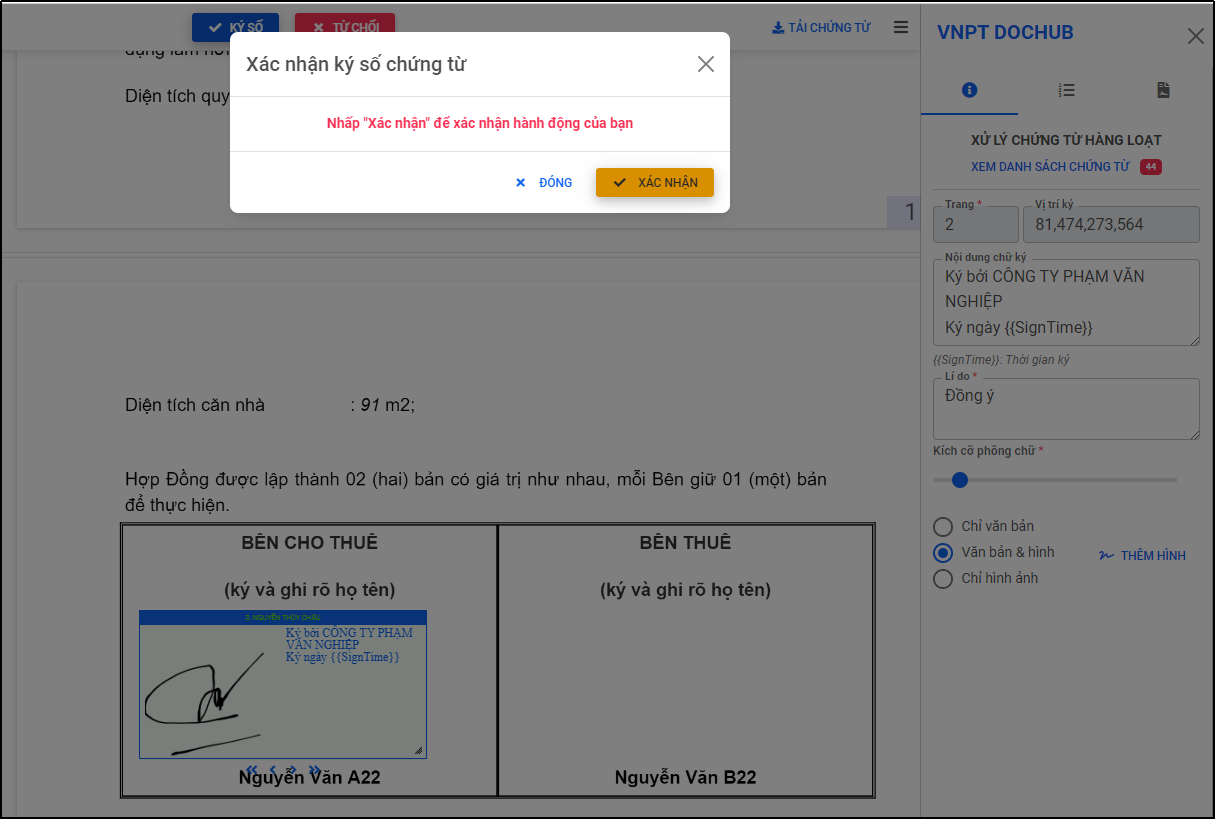 KÝ SỐ
TỪ CHỐI
TẢI CHỨNG TỪ
VNPT DOCHUB
Xác nhận ký số chứng từ
Nhấp "Xác nhận" để xác nhận hành động của bạn
ĐÓNG
XÁC NHẬN
Diện tích quy
1
XỬ LÝ CHỨNG TỪ HÀNG LOẠT
XEM DANH SÁCH CHỨNG TỪ 44
Trang *
2
Vị trí ký
81,474,273,564
Nội dung chữ ký
Ký bởi CÔNG TY PHẠM VĂN
NGHIỆP
Ký ngày {{SignTime}}
{{SignTime}}: Thời gian ký
Lí do *
Đồng ý
Kích cỡ phông chữ *
Chỉ văn bản
Văn bản & hình
THÊM HÌNH
Chỉ hình ảnh
Diện tích căn nhà : 91 m2;
Hợp Đồng được lập thành 02 (hai) bản có giá trị như nhau, mỗi Bên giữ 01 (một) bản
để thực hiện.
BÊN CHO THUÊ
(ký và ghi rõ họ tên)
2. NGUYỄN THÙY CHÂU
Ký bởi CÔNG TY PHẠM
VĂN NGHIỆP
Ký ngày {{SignTime}}
Nguyễn Văn A22
BÊN THUÊ
(ký và ghi rõ họ tên)
Nguyễn Văn B22